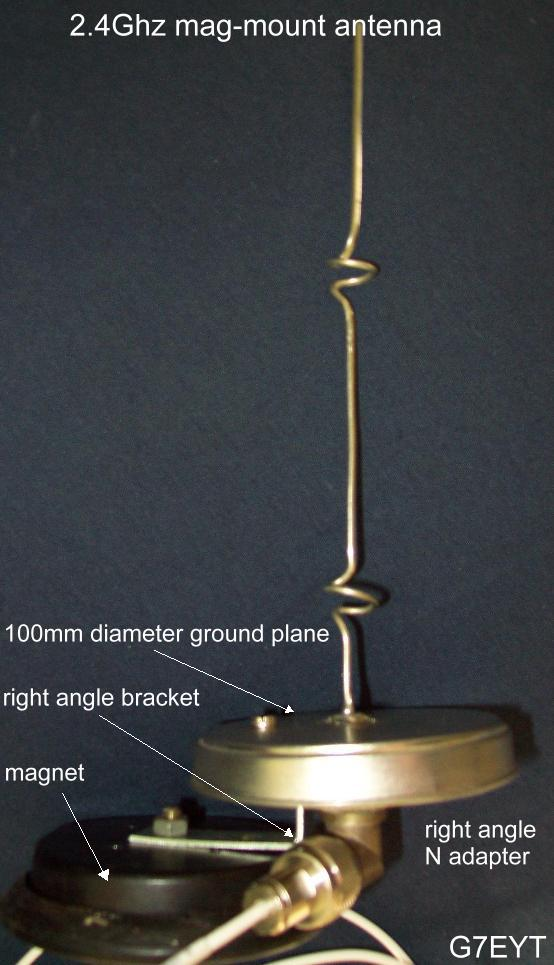 2.4Ghz mag-mount antenna
100mm diameter ground plane
right angle bracket
magnet
right angle
N adapter
G7EYT